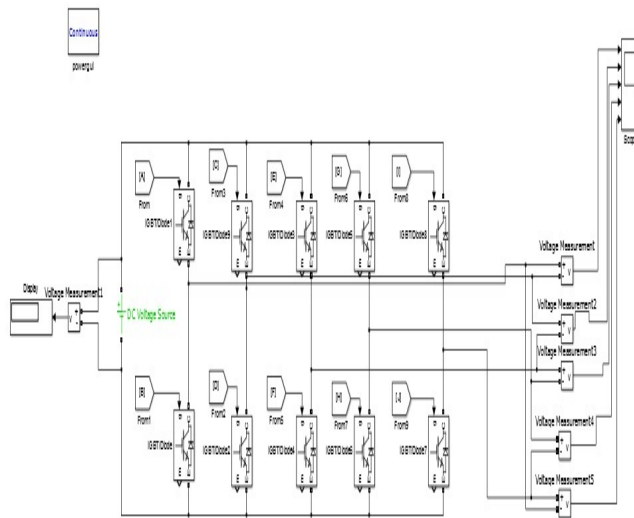 Continuous
powergui
[A]
From
IGBT/Diode1
[C]
From3
IGBT/Diode9
[E]
From4
IGBT/Diode3
[G]
From6
IGBT/Diode5
[I]
From8
IGBT/Diode8
Scop
Voltage Measurement
Voltage Measurement2
Voltage Measurement3
Voltage Measurement4
Voltage Measurement5
Display
Voltage Measurement1
DC Voltage Source
[B]
From1
IGBT/Diode
[D]
From2
IGBT/Diode2
[F]
From5
IGBT/Diode4
[H]
From7
IGBT/Diode6
[J]
From9
IGBT/Diode7